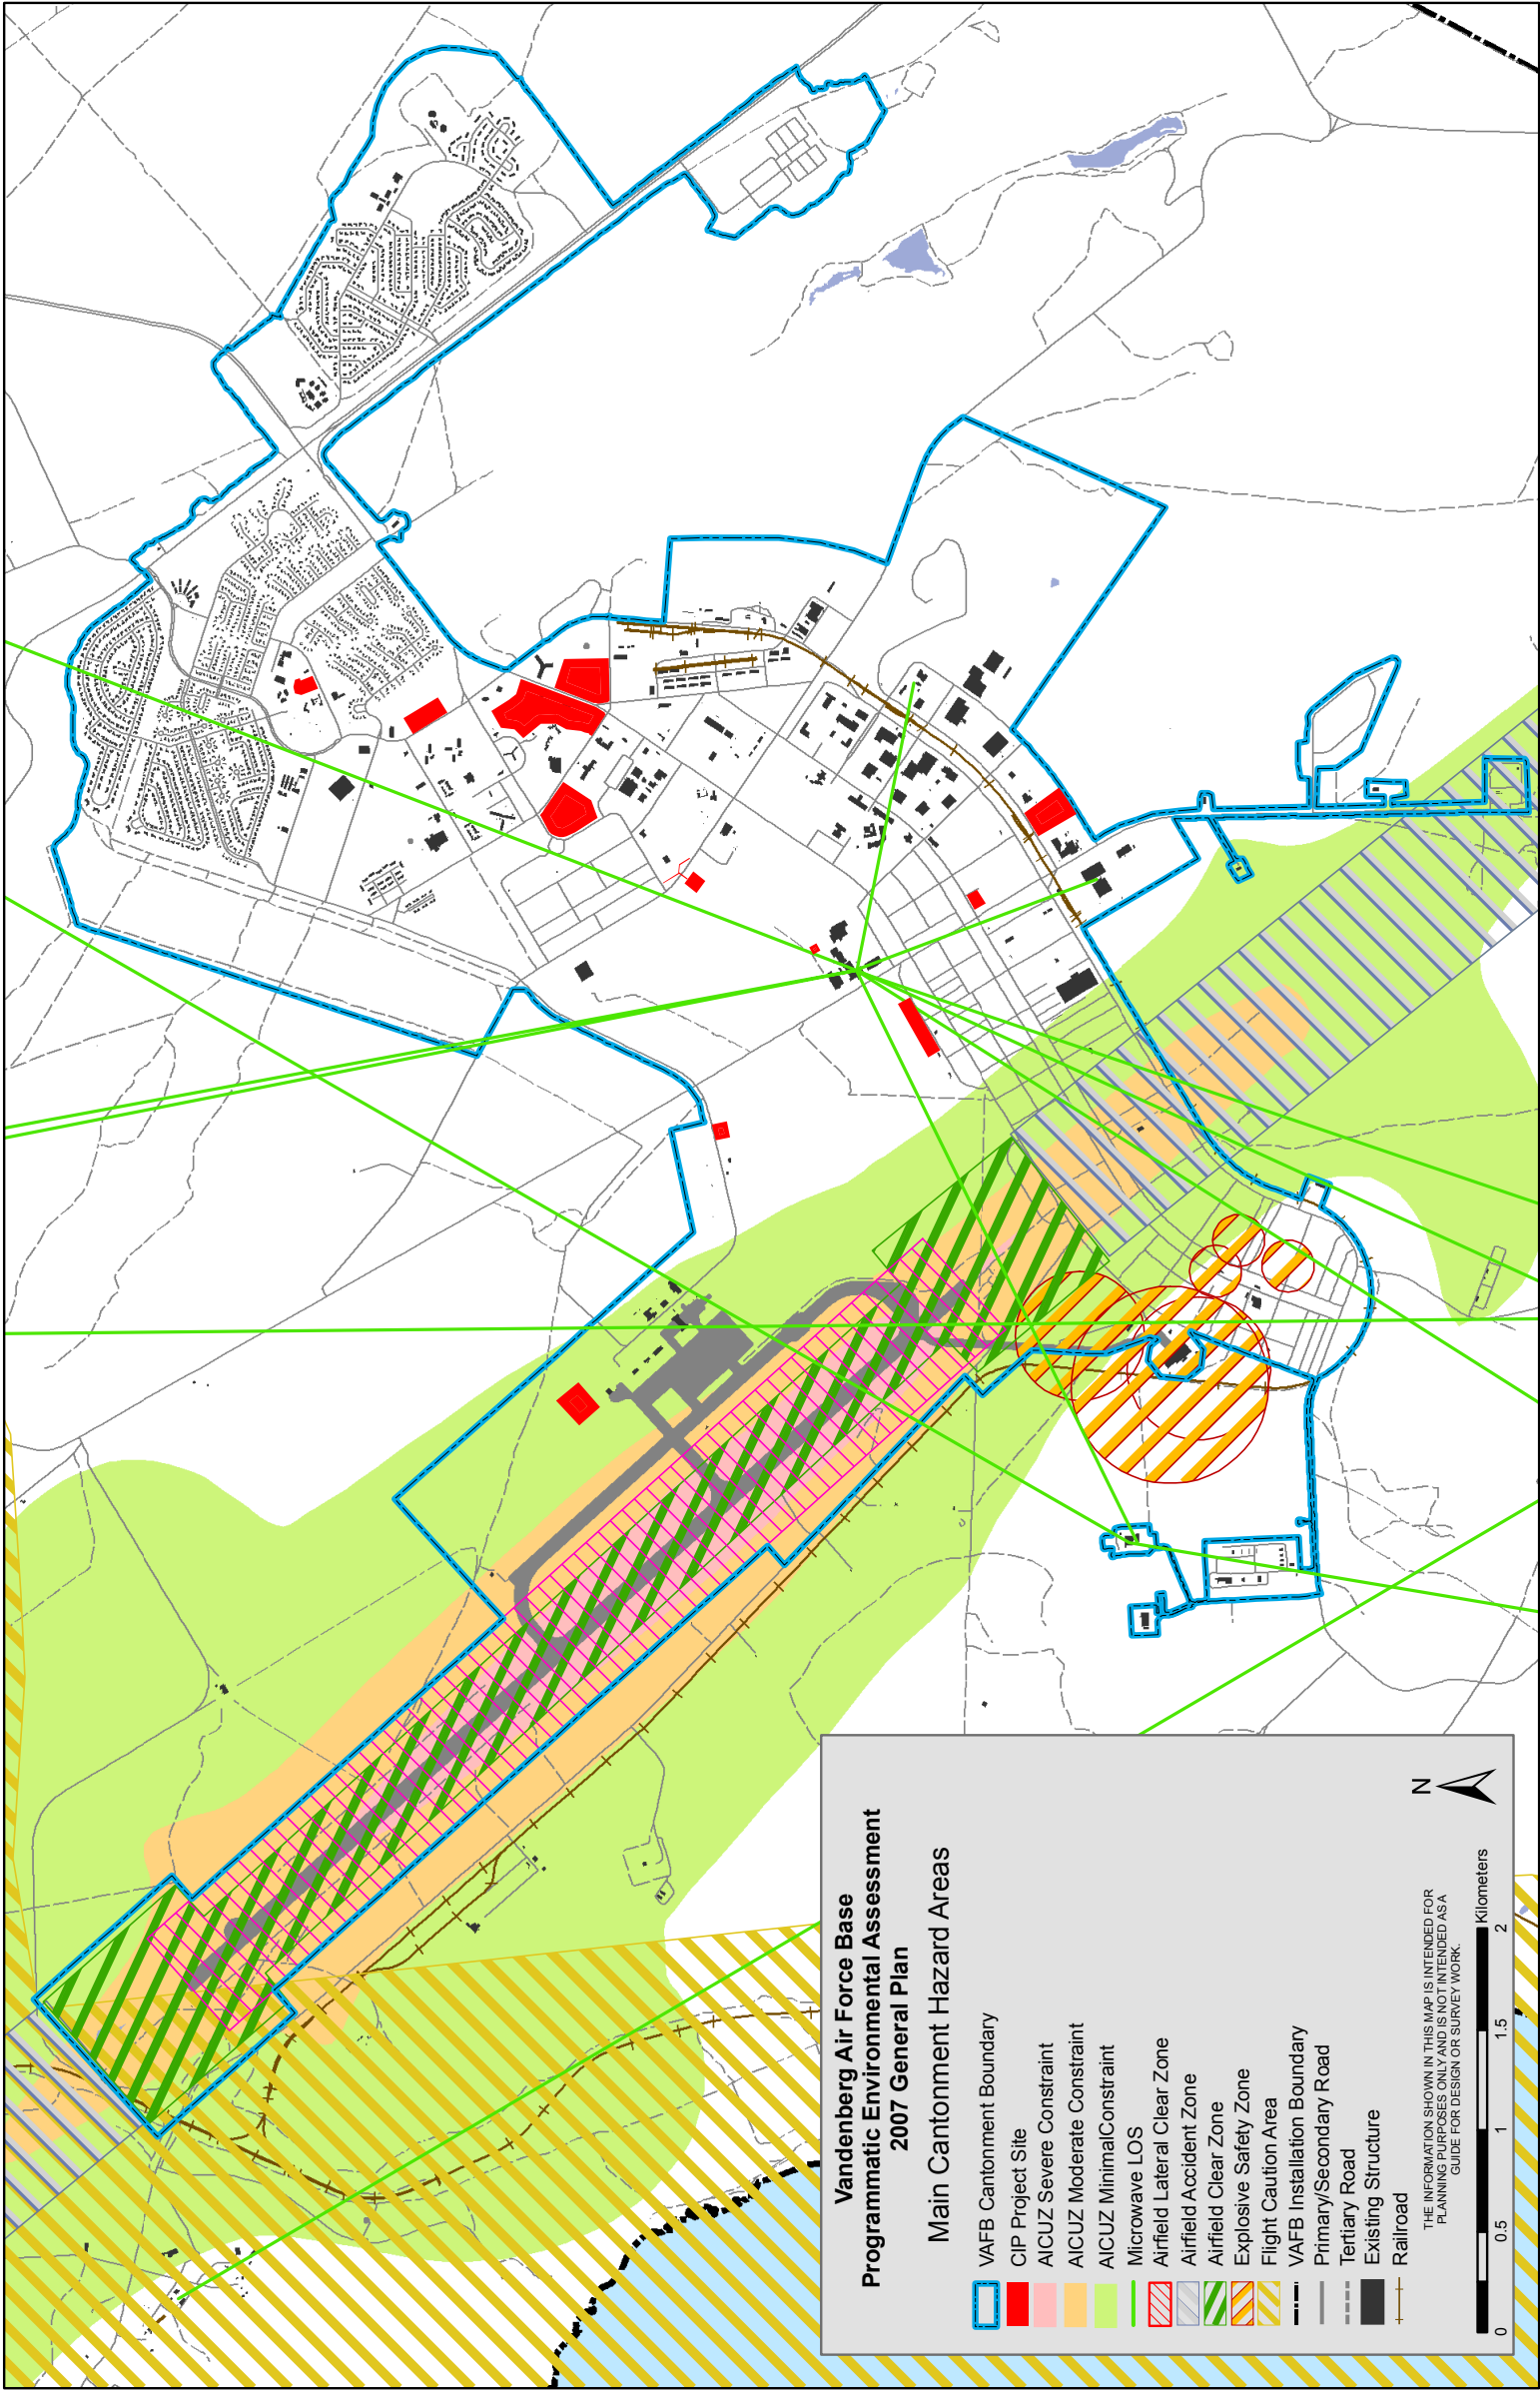 Vandenberg Air Force Base
Programmatic Environmental Assessment
2007 General Plan
Main Cantonment Hazard Areas
VAFB Cantonment Boundary
CIP Project Site
AICUZ Severe Constraint
AICUZ Moderate Constraint
AICUZ MinimalConstraint
Microwave LOS
Airfield Lateral Clear Zone
Airfield Accident Zone
Airfield Clear Zone
Explosive Safety Zone
Flight Caution Area
VAFB Installation Boundary
Primary/Secondary Road
Tertiary Road
Existing Structure
Railroad
N
THE INFORMATION SHOWN IN THIS MAP IS INTENDED FOR
PLANNING PURPOSES ONLY AND IS NOT INTENDED AS A
GUIDE FOR DESIGN OR SURVEY WORK.
Kilometers
0 0.5 1 1.5 2